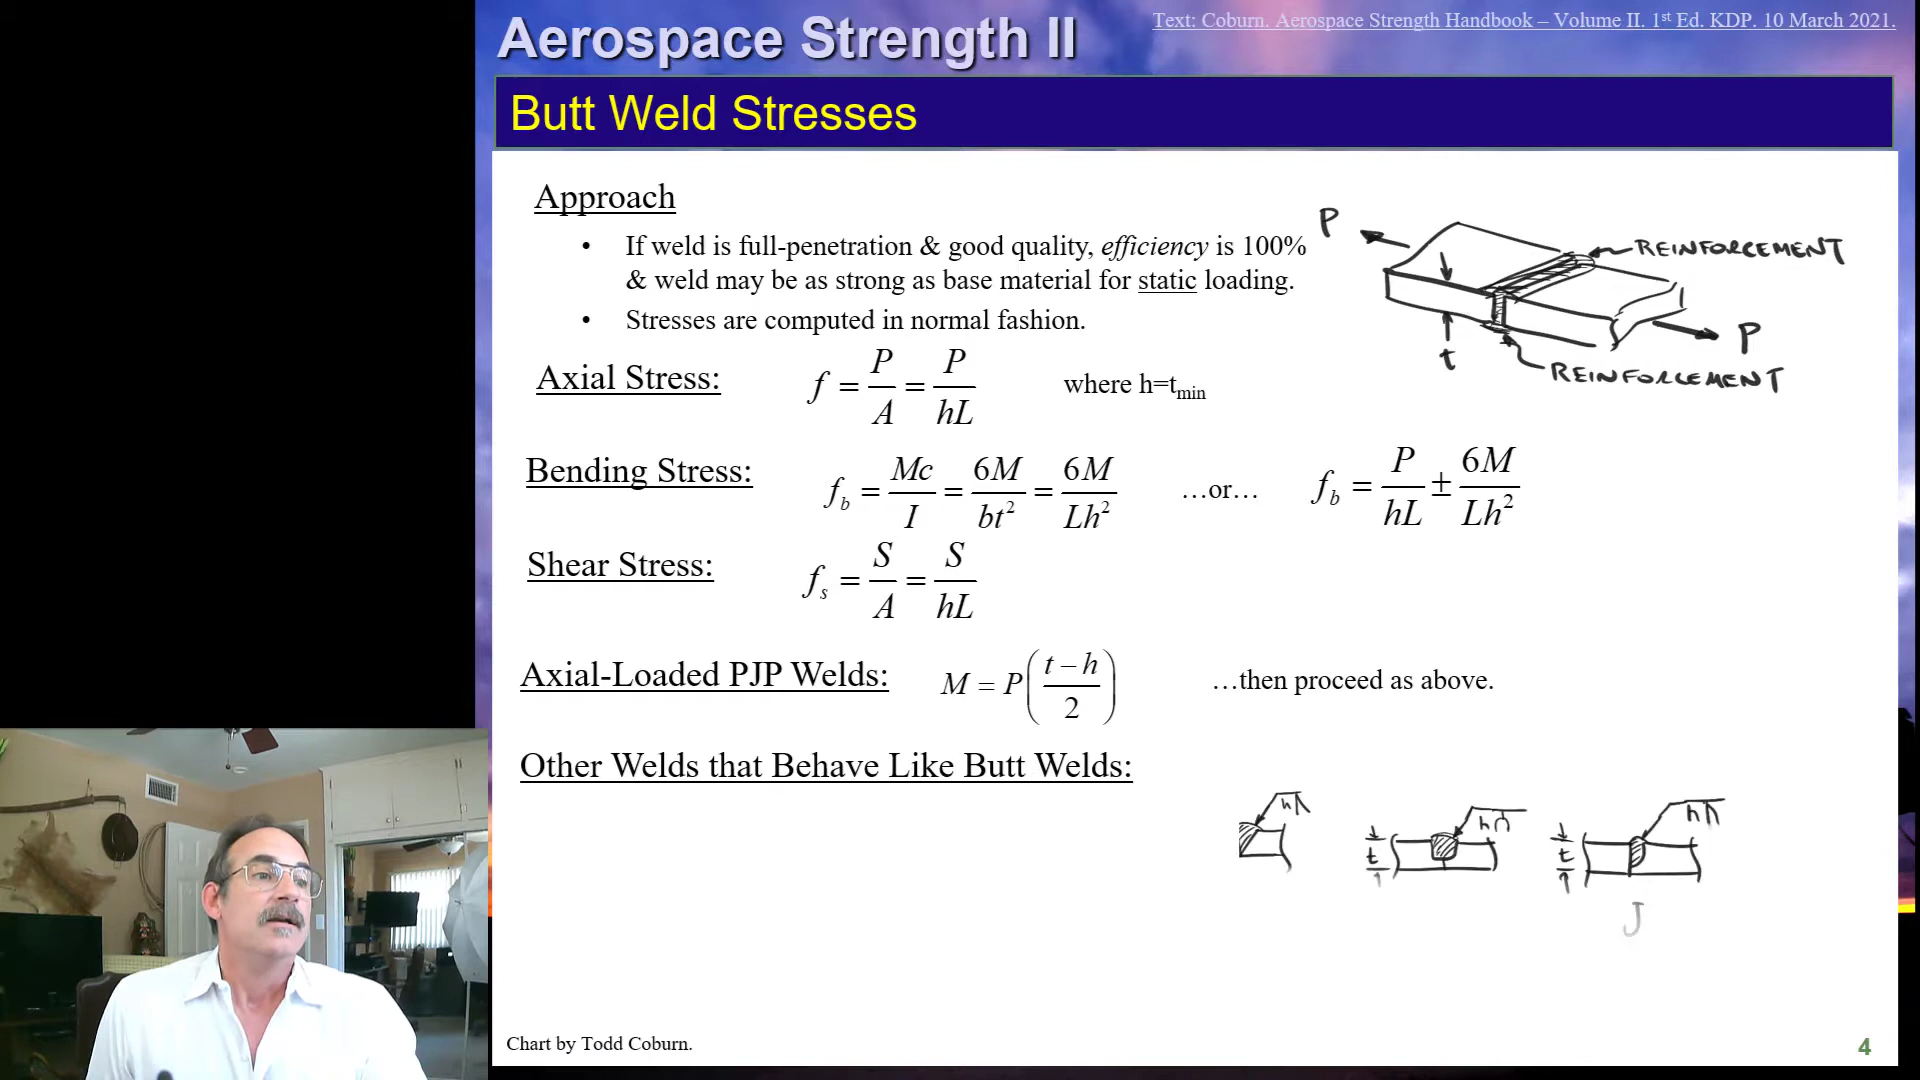 Aerospace Strength II
Text: Coburn. Aerospace Strength Handbook – Volume II. 1st Ed. KDP. 10 March 2021.
Butt Weld Stresses
Approach
• If weld is full-penetration & good quality, efficiency is 100%
& weld may be as strong as base material for static loading.
• Stresses are computed in normal fashion.
P
REINFORCEMENT
t
P
REINFORCEMENT
Axial Stress: f = P/A = P/hL where h=tmin
Bending Stress: fb = Mc/I = 6M/bt² = 6M/Lh² …or… fb = P/hL ± 6M/Lh²
Shear Stress: fs = S/A = S/hL
Axial-Loaded PJP Welds: M = P((t – h)/2) …then proceed as above.
Other Welds that Behave Like Butt Welds:
h
t h
t h
J
Chart by Todd Coburn.
4